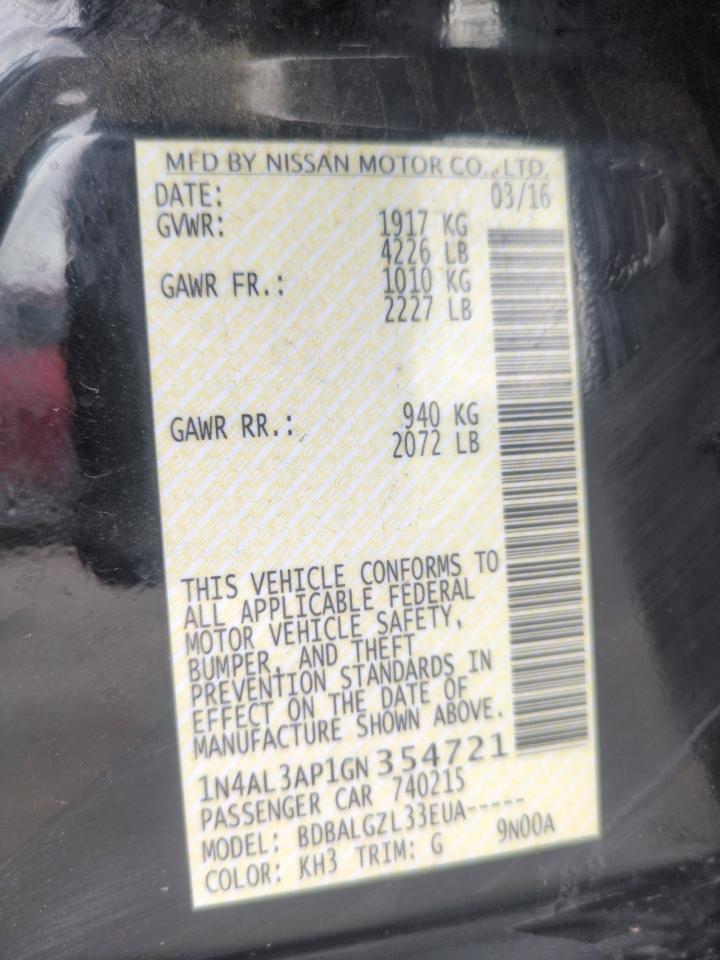 MFD BY NISSAN MOTOR CO.,LTD.
DATE: 03/16
GVWR: 1917 KG
4226 LB
GAWR FR.: 1010 KG
2227 LB
GAWR RR.: 940 KG
2072 LB
THIS VEHICLE CONFORMS TO
ALL APPLICABLE FEDERAL
MOTOR VEHICLE SAFETY,
BUMPER, AND THEFT
PREVENTION STANDARDS IN
EFFECT ON THE DATE OF
MANUFACTURE SHOWN ABOVE.
1N4AL3AP1GN354721
PASSENGER CAR 740215
MODEL: BDBALGZL33EUA-----
COLOR: KH3 TRIM: G 9N00A